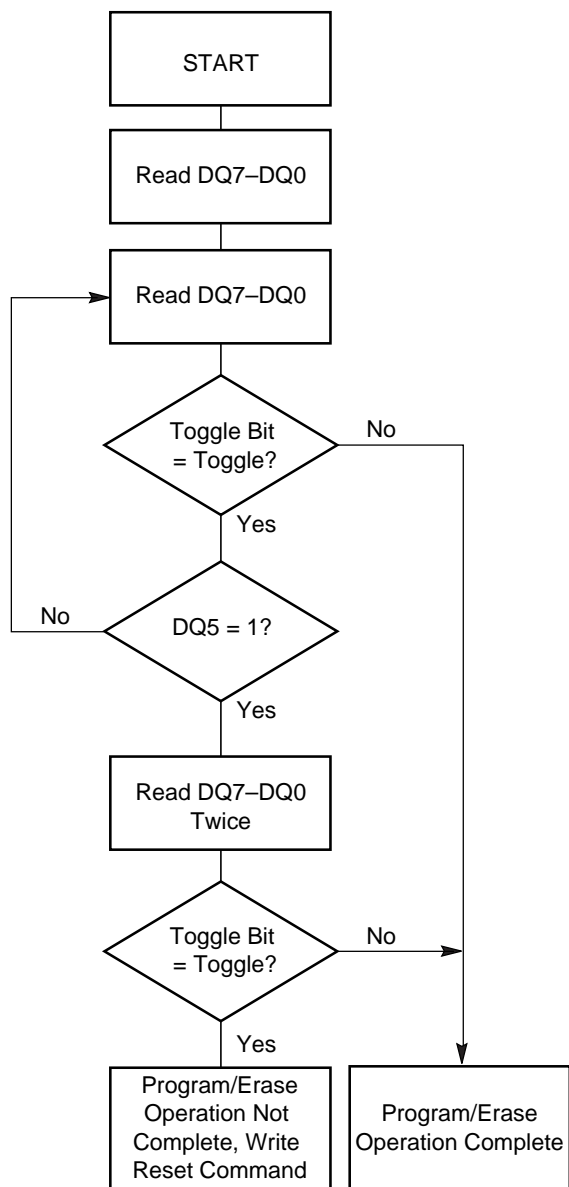 START
Read DQ7–DQ0
Read DQ7–DQ0
Toggle Bit
= Toggle?
No
Yes
No
DQ5 = 1?
Yes
Read DQ7–DQ0
Twice
Toggle Bit
= Toggle?
No
Yes
Program/Erase
Operation Not
Complete, Write
Reset Command
Program/Erase
Operation Complete